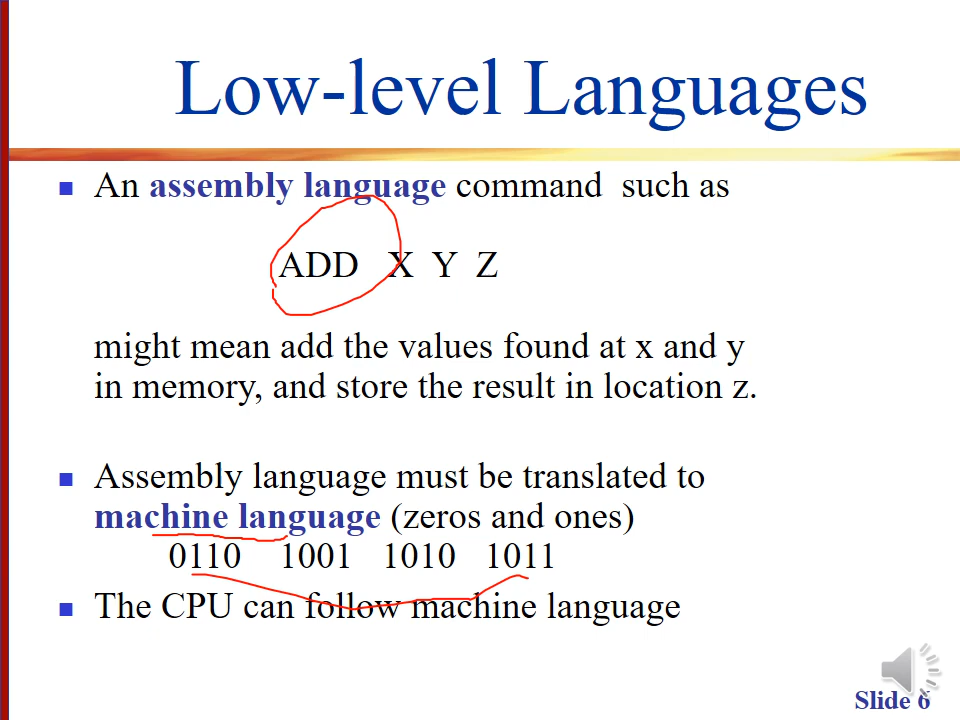 Low-level Languages
An assembly language command such as
ADD X Y Z
might mean add the values found at x and y
in memory, and store the result in location z.
Assembly language must be translated to
machine language (zeros and ones)
0110 1001 1010 1011
The CPU can follow machine language
Slide 6